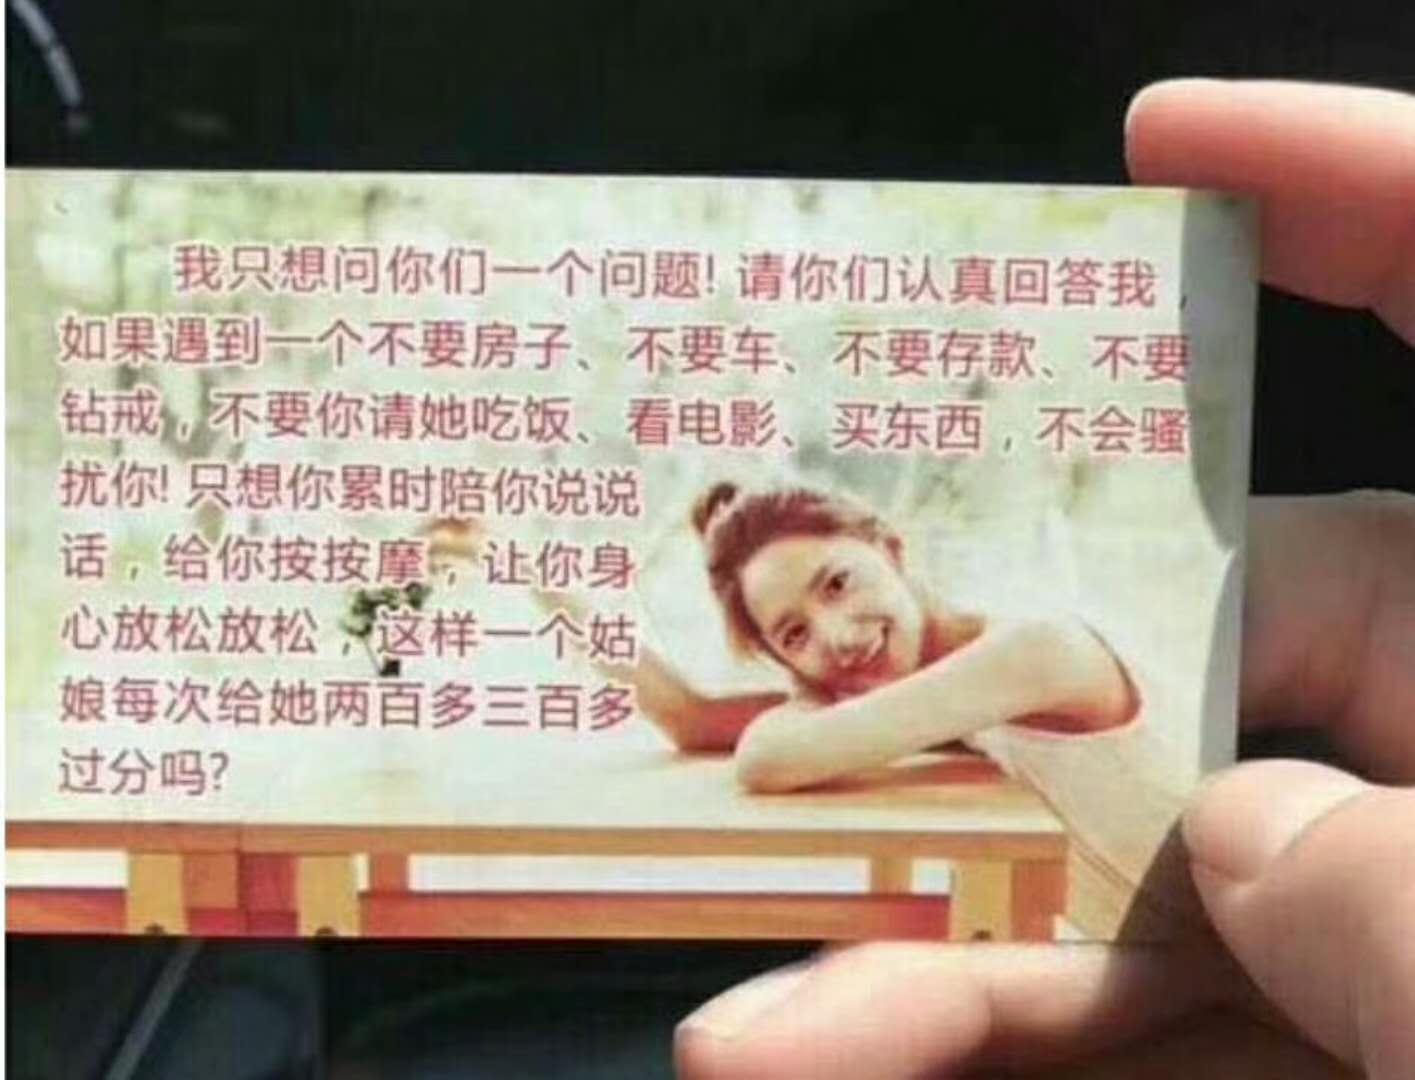 我只想问你们一个问题! 请你们认真回答我,
如果遇到一个不要房子、不要车、不要存款、不要
钻戒，不要你请她吃饭、看电影、买东西，不会骚
扰你! 只想你累时陪你说说
话，给你按按摩，让你身
心放松放松，这样一个姑
娘每次给她两百多三百多
过分吗?